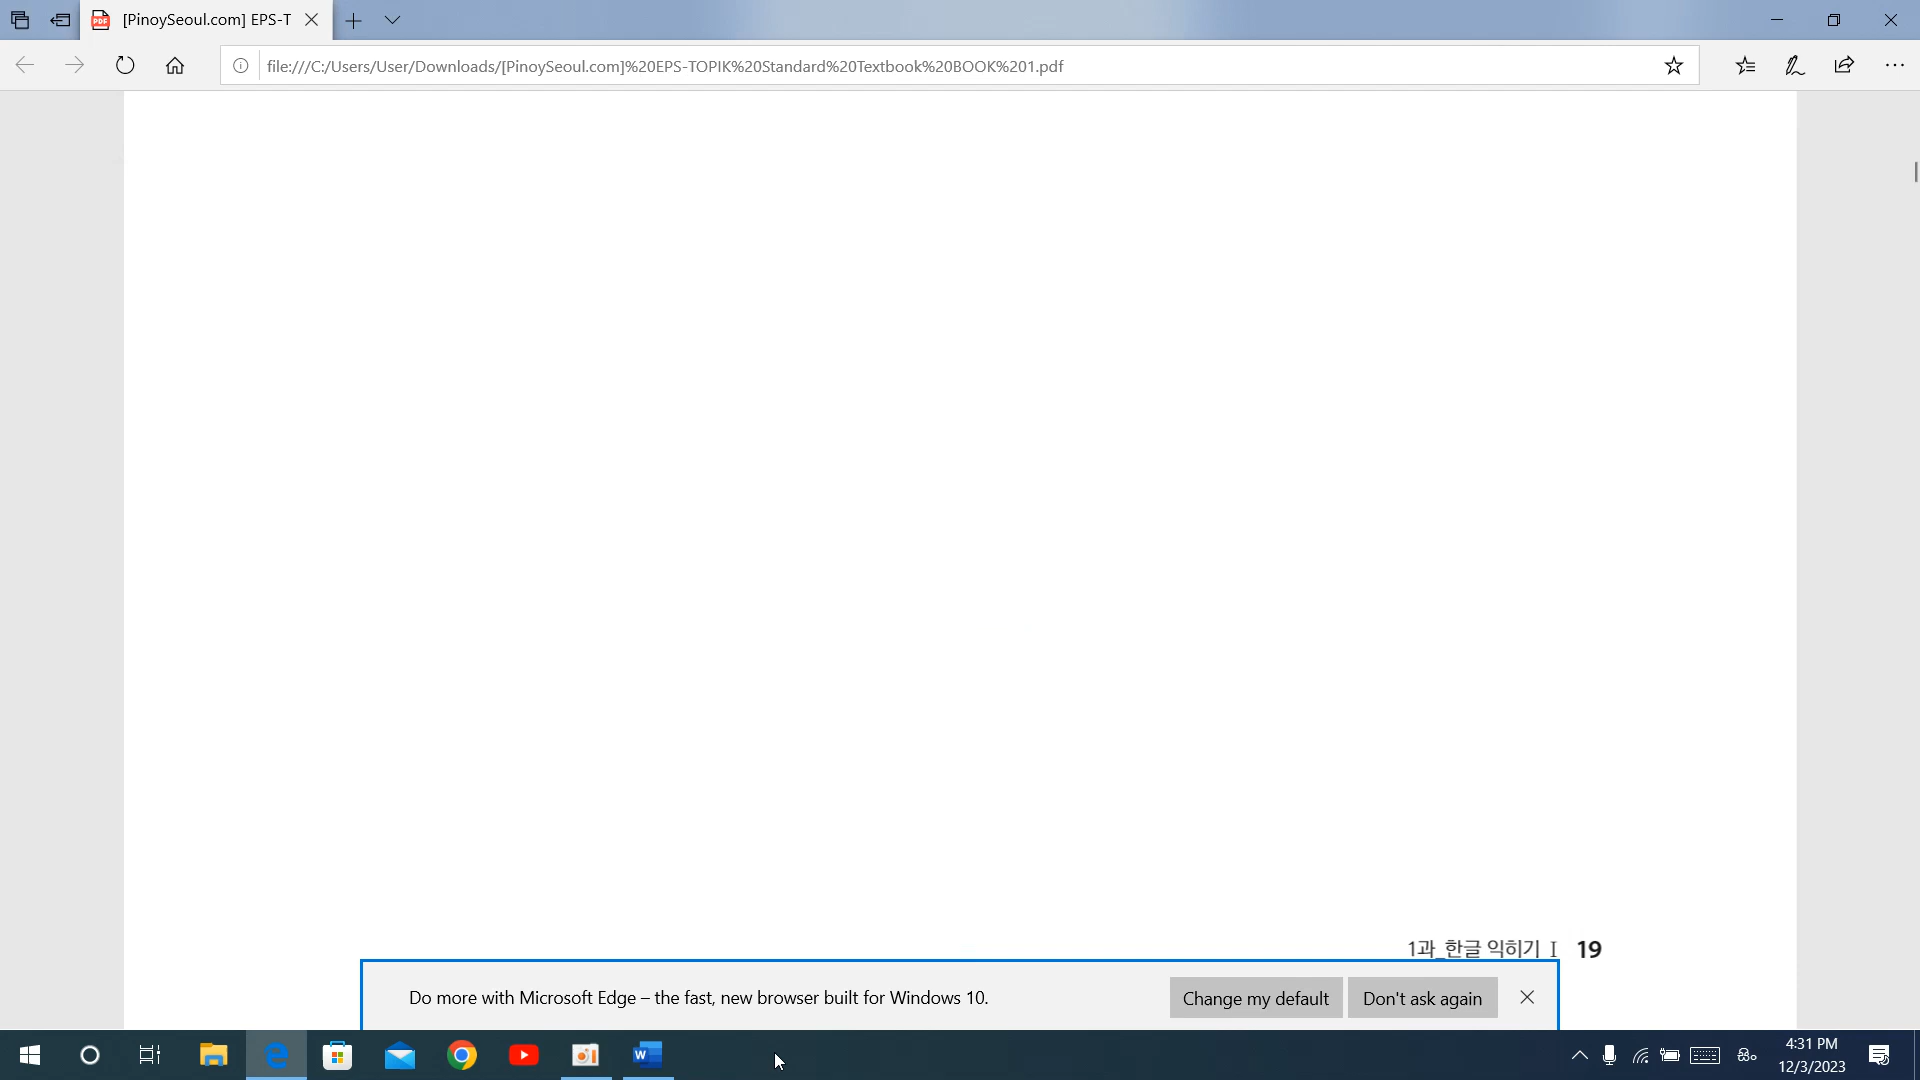 [PinoySeoul.com] EPS-T
file:///C:/Users/User/Downloads/[PinoySeoul.com]%20EPS-TOPIK%20Standard%20Textbook%20BOOK%201.pdf
1과_한글 익히기 I 19
Do more with Microsoft Edge – the fast, new browser built for Windows 10.
Change my default
Don't ask again
4:31 PM
12/3/2023